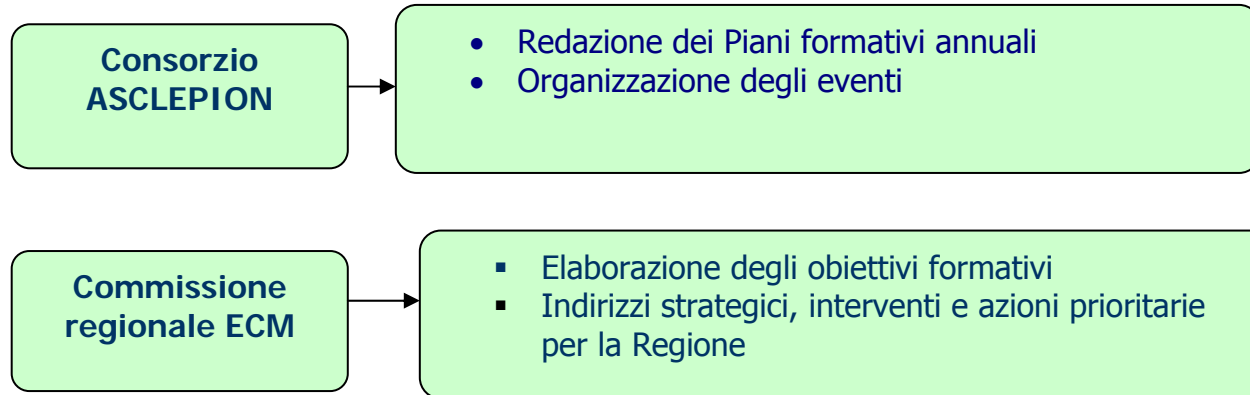 Consorzio
ASCLEPION
• Redazione dei Piani formativi annuali
• Organizzazione degli eventi
Commissione
regionale ECM
▪ Elaborazione degli obiettivi formativi
▪ Indirizzi strategici, interventi e azioni prioritarie
per la Regione